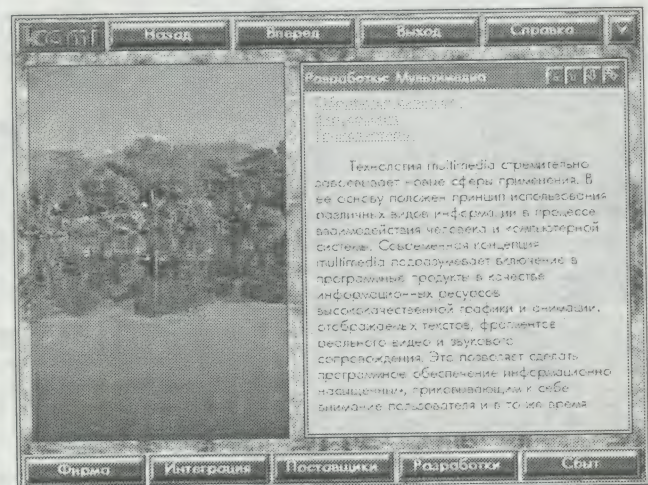 Назад Вперед Выход Справка
Разработки: Мультимедиа
Технология multimedia стремительно
завоевывает новые сферы применения. В
ее основу положен принцип использования
различных видов информации в процессе
взаимодействия человека и компьютерной
системы. Современная концепция
multimedia подразумевает включение в
программные продукты в качестве
информационных ресурсов
высококачественной графики и анимации,
отображаемых текстов, фрагментов
реального видео и звукового
сопровождения. Это позволяет сделать
программное обеспечение информационно
насыщенным, приковывающим к себе
внимание пользователя и в то же время
Фирма Интеграция Поставщики Разработки Сбыт